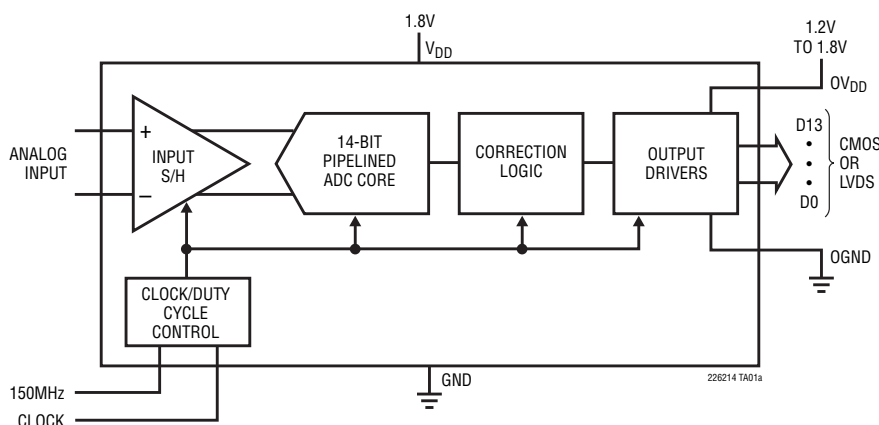 1.8V
VDD
1.2V
TO 1.8V
OVDD
ANALOG
INPUT
+
–
INPUT
S/H
14-BIT
PIPELINED
ADC CORE
CORRECTION
LOGIC
OUTPUT
DRIVERS
D13
•
•
•
D0
CMOS
OR
LVDS
OGND
CLOCK/DUTY
CYCLE
CONTROL
GND
226214 TA01a
150MHz
CLOCK